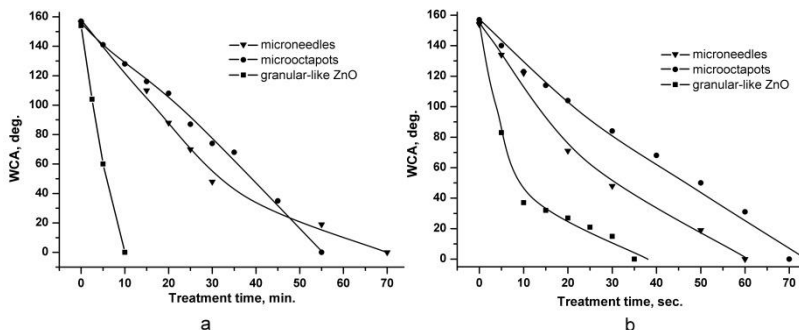 160
140
120
100
80
60
40
20
0
WCA, deg.
microneedles
microoctapots
granular-like ZnO
0 10 20 30 40 50 60 70
Treatment time, min.
a
160
140
120
100
80
60
40
20
0
WCA, deg.
microneedles
microoctapots
granular-like ZnO
0 10 20 30 40 50 60 70
Treatment time, sec.
b